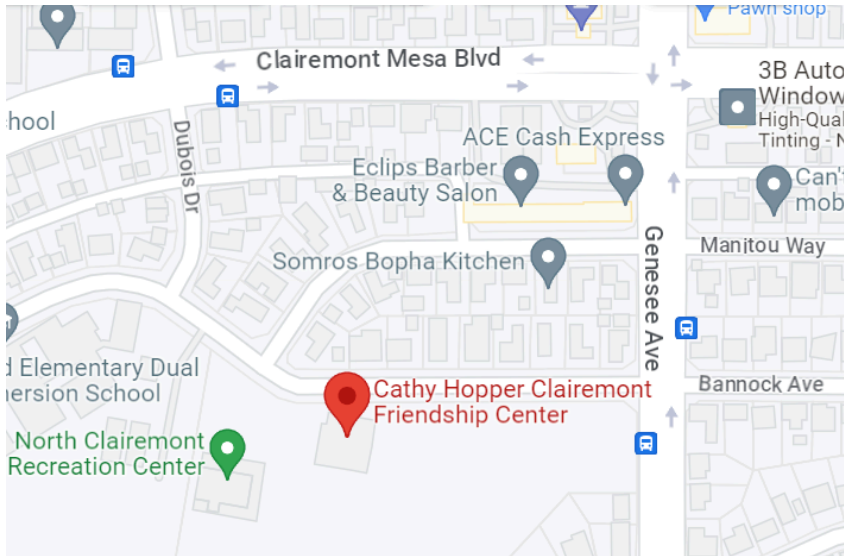 Pawn shop
Clairemont Mesa Blvd
3B Auto
Window
High-Qual
Tinting - N
hool
Dubois Dr
ACE Cash Express
Eclips Barber
& Beauty Salon
Can't
mob
Genesee Ave
Manitou Way
Somros Bopha Kitchen
d Elementary Dual
mersion School
Bannock Ave
Cathy Hopper Clairemont
Friendship Center
North Clairemont
Recreation Center